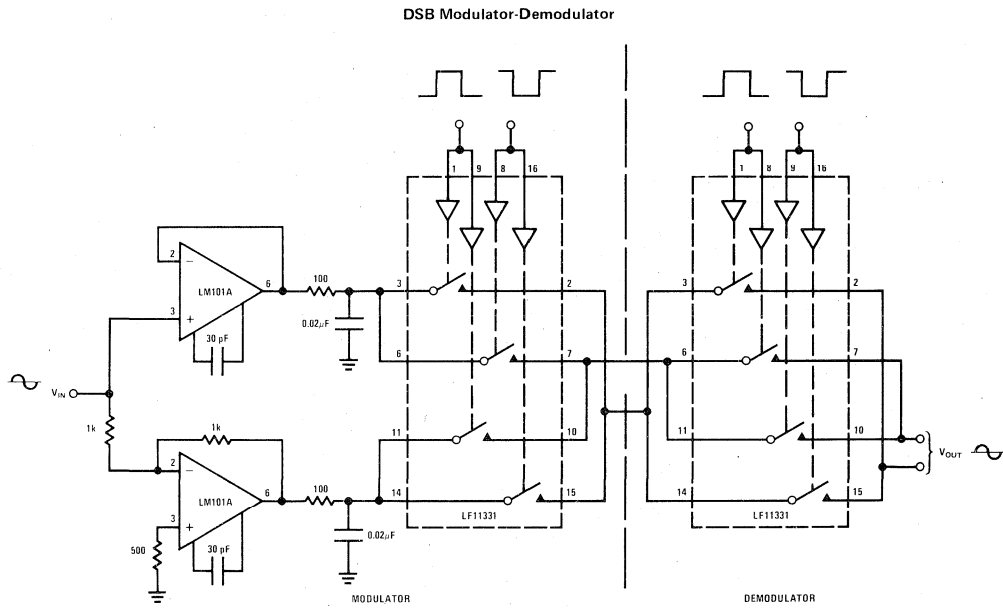 DSB Modulator-Demodulator
1 9 8 16
1 8 9 16
2
LM101A
6
3 +
30 pF
100
0.02μF
3
2
6
7
11
10
14
15
LF11331
3
2
6
7
11
10
14
15
LF11331
VIN
1k
1k
2
LM101A
6
3 +
500
30 pF
100
0.02μF
VOUT
MODULATOR
DEMODULATOR